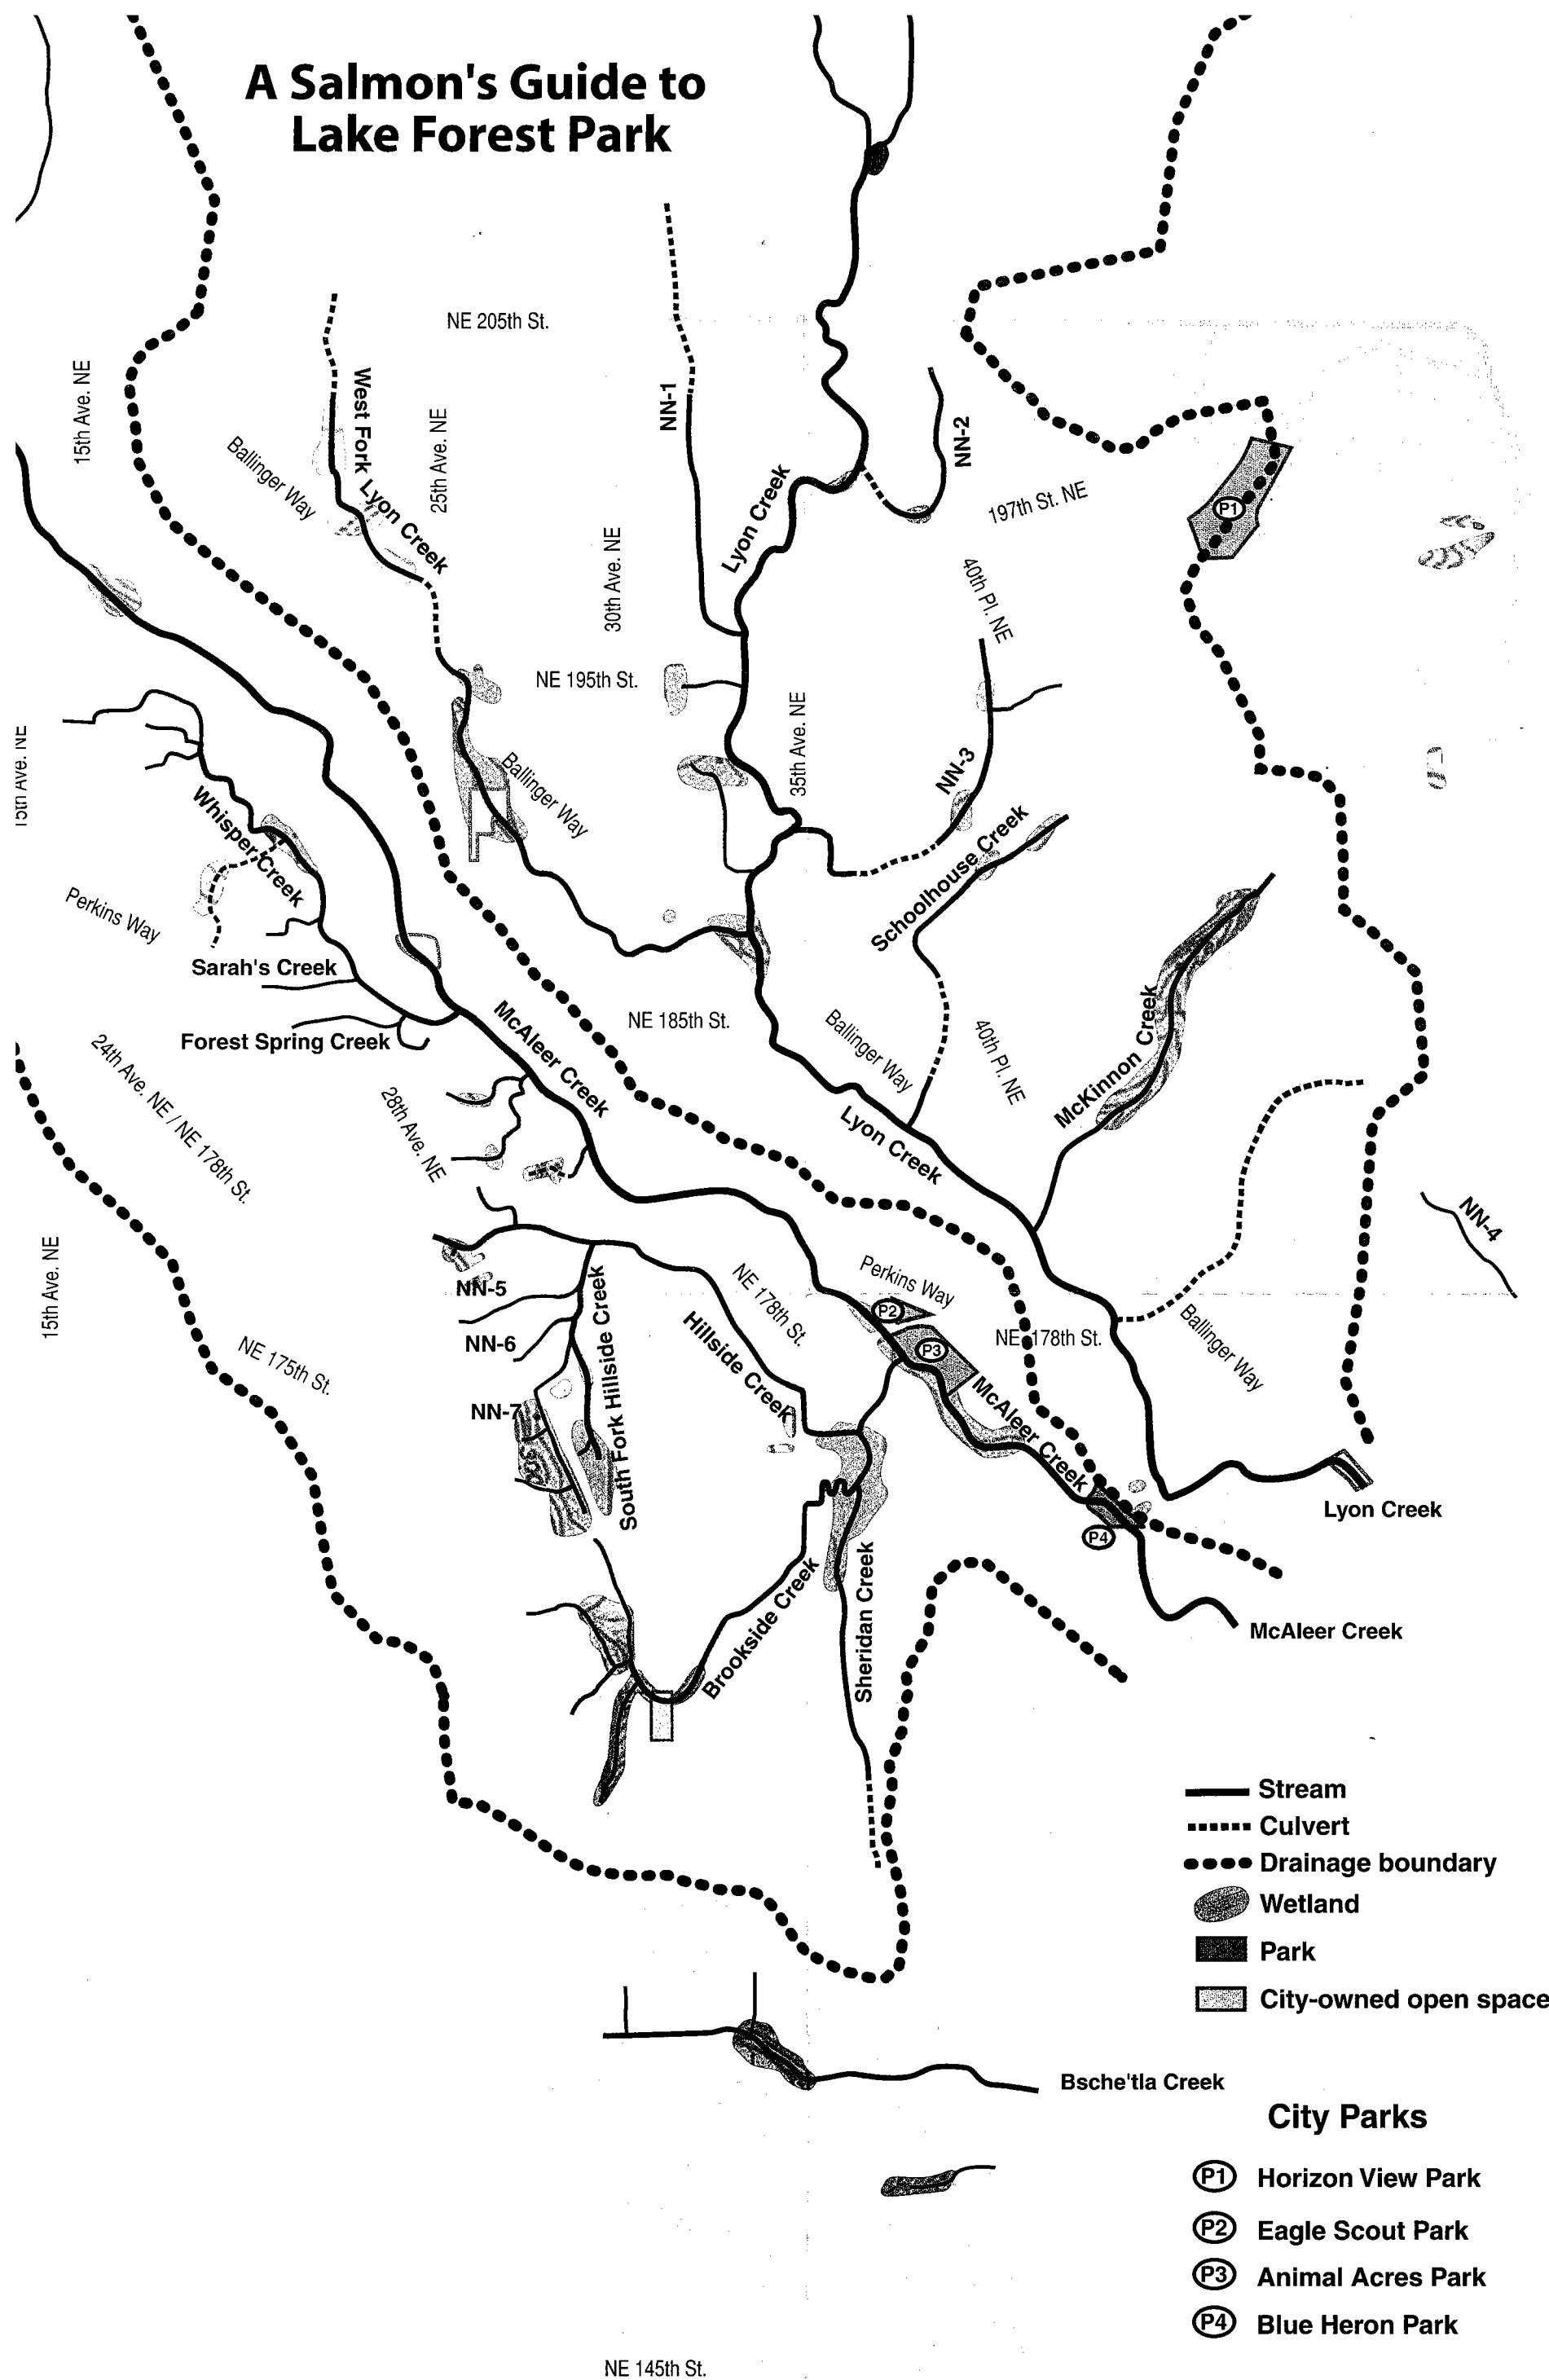 A Salmon's Guide to
Lake Forest Park
NE 205th St.
15th Ave. NE
West Fork Lyon Creek
25th Ave. NE
Ballinger Way
NN-1
NN-2
Lyon Creek
197th St. NE
P1
30th Ave. NE
40th Pl. NE
NE 195th St.
35th Ave. NE
15th Ave. NE
Ballinger Way
NN-3
Whisper Creek
Schoolhouse Creek
Perkins Way
Sarah's Creek
Forest Spring Creek
McAleer Creek
NE 185th St.
Ballinger Way
40th Pl. NE
McKinnon Creek
24th Ave. NE / NE 178th St.
28th Ave. NE
Lyon Creek
NN-4
15th Ave. NE
NN-5
NN-6
NN-7
South Fork Hillside Creek
Hillside Creek
NE 178th St.
Perkins Way
P2
P3
NE 178th St.
Ballinger Way
NE 175th St.
McAleer Creek
P4
Lyon Creek
McAleer Creek
Brookside Creek
Sheridan Creek
Stream
Culvert
Drainage boundary
Wetland
Park
City-owned open space
Bsche'tla Creek
City Parks
P1 Horizon View Park
P2 Eagle Scout Park
P3 Animal Acres Park
P4 Blue Heron Park
NE 145th St.